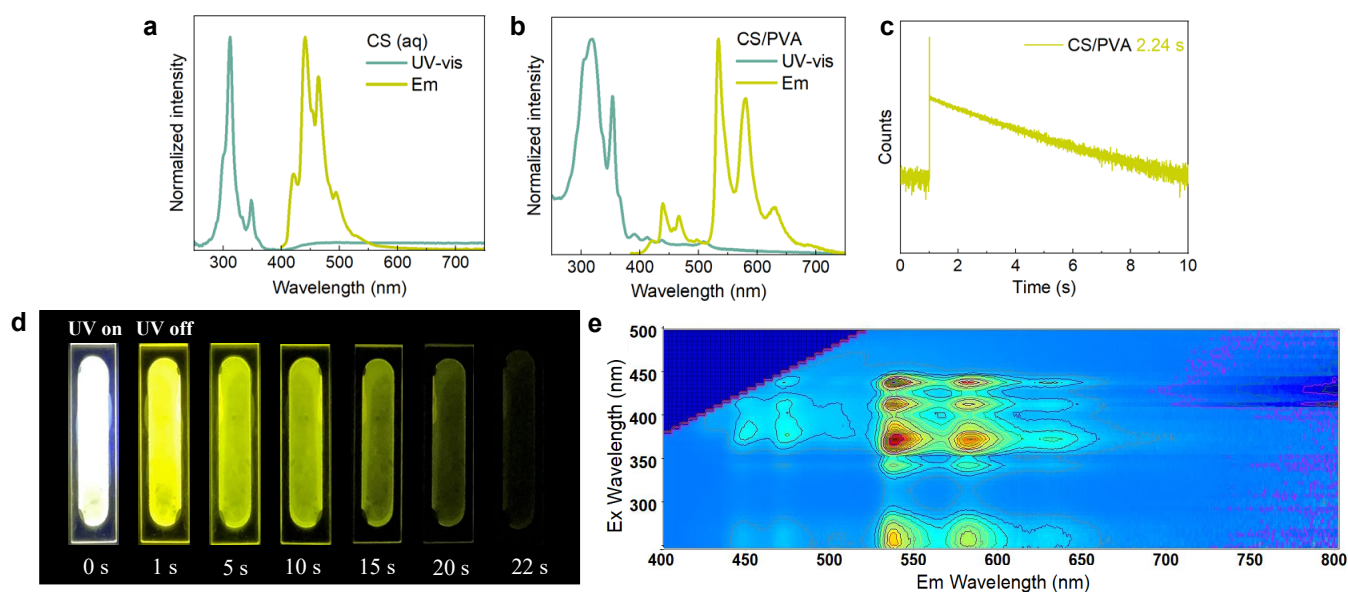 a
CS (aq)
UV-vis
Em
Normalized intensity
300 400 500 600 700
Wavelength (nm)
b
CS/PVA
UV-vis
Em
Normalized intensity
300 400 500 600 700
Wavelength (nm)
c
CS/PVA 2.24 s
Counts
0 2 4 6 8 10
Time (s)
d
UV on UV off
0 s 1 s 5 s 10 s 15 s 20 s 22 s
e
Ex Wavelength (nm)
500
450
400
350
300
400 450 500 550 600 650 700 750 800
Em Wavelength (nm)